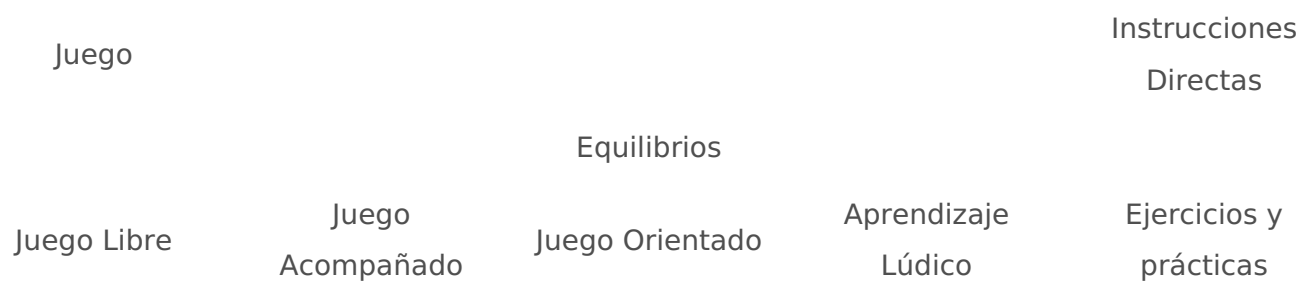 Juego
Instrucciones
Directas
Equilibrios
Juego Libre
Juego
Acompañado
Juego Orientado
Aprendizaje
Lúdico
Ejercicios y
prácticas